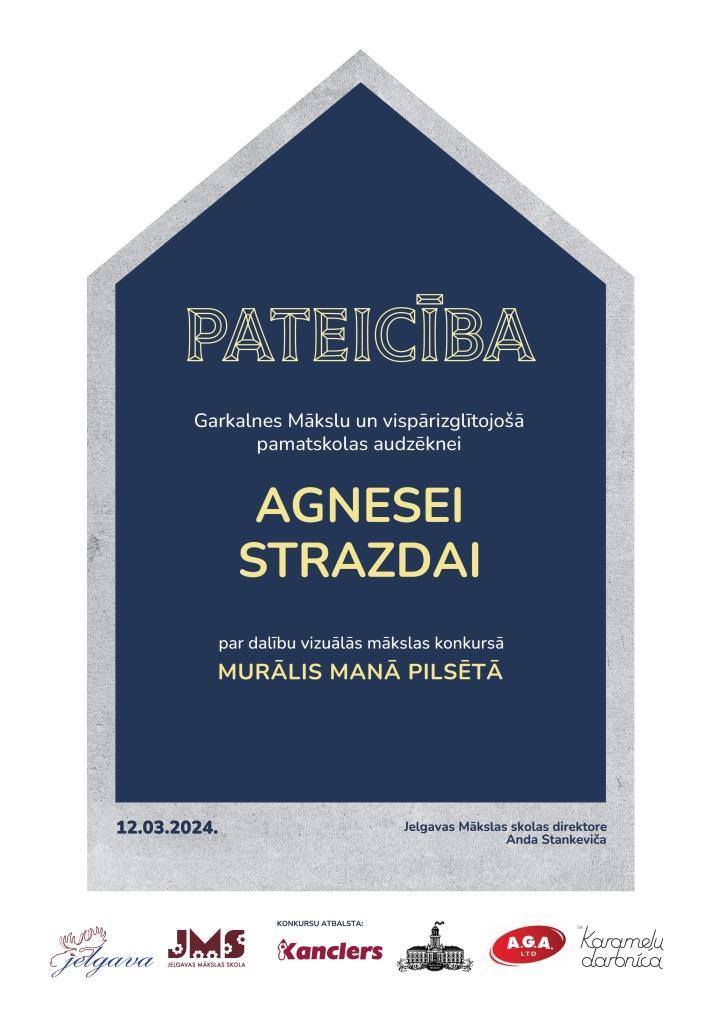 PATEICĪBA
Garkalnes Mākslu un vispārizglītojošā
pamatskolas audzēknei
AGNESEI
STRAZDAI
par dalību vizuālās mākslas konkursā
MURĀLIS MANĀ PILSĒTĀ
12.03.2024.
Jelgavas Mākslas skolas direktore
Anda Stankeviča
KONKURSU ATBALSTA:
jelgava
JMS
JELGAVAS MĀKSLAS SKOLA
Kanclers
A.G.A.
LTD
Karameļu
darbnīca